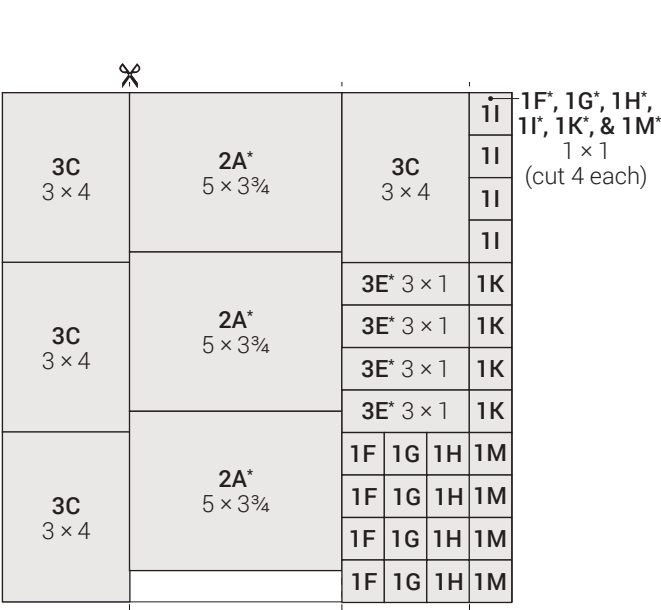 3C
3 × 4
2A*
5 × 3¾
3C
3 × 4
1I
1I
1I
1I
1F*, 1G*, 1H*,
1I*, 1K*, & 1M*
1 × 1
(cut 4 each)
3C
3 × 4
2A*
5 × 3¾
3E* 3 × 1 1K
3E* 3 × 1 1K
3E* 3 × 1 1K
3E* 3 × 1 1K
3C
3 × 4
2A*
5 × 3¾
1F 1G 1H 1M
1F 1G 1H 1M
1F 1G 1H 1M
1F 1G 1H 1M